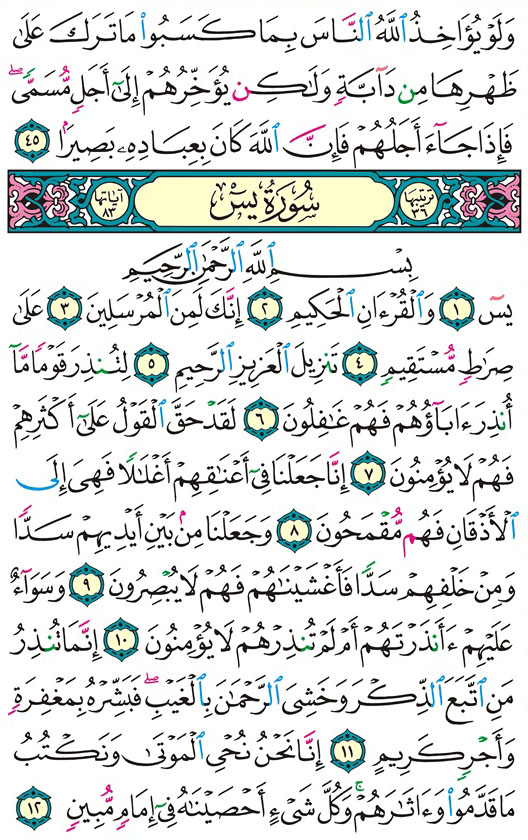 وَلَوْ يُؤَاخِذُ ٱللَّهُ ٱلنَّاسَ بِمَا كَسَبُوا۟ مَا تَرَكَ عَلَىٰ
ظَهْرِهَا مِن دَآبَّةٍ وَلَٰكِن يُؤَخِّرُهُمْ إِلَىٰٓ أَجَلٍ مُّسَمًّى ۖ
فَإِذَا جَآءَ أَجَلُهُمْ فَإِنَّ ٱللَّهَ كَانَ بِعِبَادِهِۦ بَصِيرًۢا ٤٥
ترتيبها ٣٦ سُورَةُ يسٓ آياتها ٨٣
بِسْمِ ٱللَّهِ ٱلرَّحْمَٰنِ ٱلرَّحِيمِ
يسٓ ١ وَٱلْقُرْءَانِ ٱلْحَكِيمِ ٢ إِنَّكَ لَمِنَ ٱلْمُرْسَلِينَ ٣ عَلَىٰ
صِرَٰطٍ مُّسْتَقِيمٍ ٤ تَنزِيلَ ٱلْعَزِيزِ ٱلرَّحِيمِ ٥ لِتُنذِرَ قَوْمًا مَّآ
أُنذِرَ ءَابَآؤُهُمْ فَهُمْ غَٰفِلُونَ ٦ لَقَدْ حَقَّ ٱلْقَوْلُ عَلَىٰٓ أَكْثَرِهِمْ
فَهُمْ لَا يُؤْمِنُونَ ٧ إِنَّا جَعَلْنَا فِىٓ أَعْنَٰقِهِمْ أَغْلَٰلًا فَهِىَ إِلَى
ٱلْأَذْقَانِ فَهُم مُّقْمَحُونَ ٨ وَجَعَلْنَا مِنۢ بَيْنِ أَيْدِيهِمْ سَدًّا
وَمِنْ خَلْفِهِمْ سَدًّا فَأَغْشَيْنَٰهُمْ فَهُمْ لَا يُبْصِرُونَ ٩ وَسَوَآءٌ
عَلَيْهِمْ ءَأَنذَرْتَهُمْ أَمْ لَمْ تُنذِرْهُمْ لَا يُؤْمِنُونَ ١٠ إِنَّمَا تُنذِرُ
مَنِ ٱتَّبَعَ ٱلذِّكْرَ وَخَشِىَ ٱلرَّحْمَٰنَ بِٱلْغَيْبِ ۖ فَبَشِّرْهُ بِمَغْفِرَةٍ
وَأَجْرٍ كَرِيمٍ ١١ إِنَّا نَحْنُ نُحْىِ ٱلْمَوْتَىٰ وَنَكْتُبُ
مَا قَدَّمُوا۟ وَءَاثَٰرَهُمْ ۚ وَكُلَّ شَىْءٍ أَحْصَيْنَٰهُ فِىٓ إِمَامٍ مُّبِينٍ ١٢